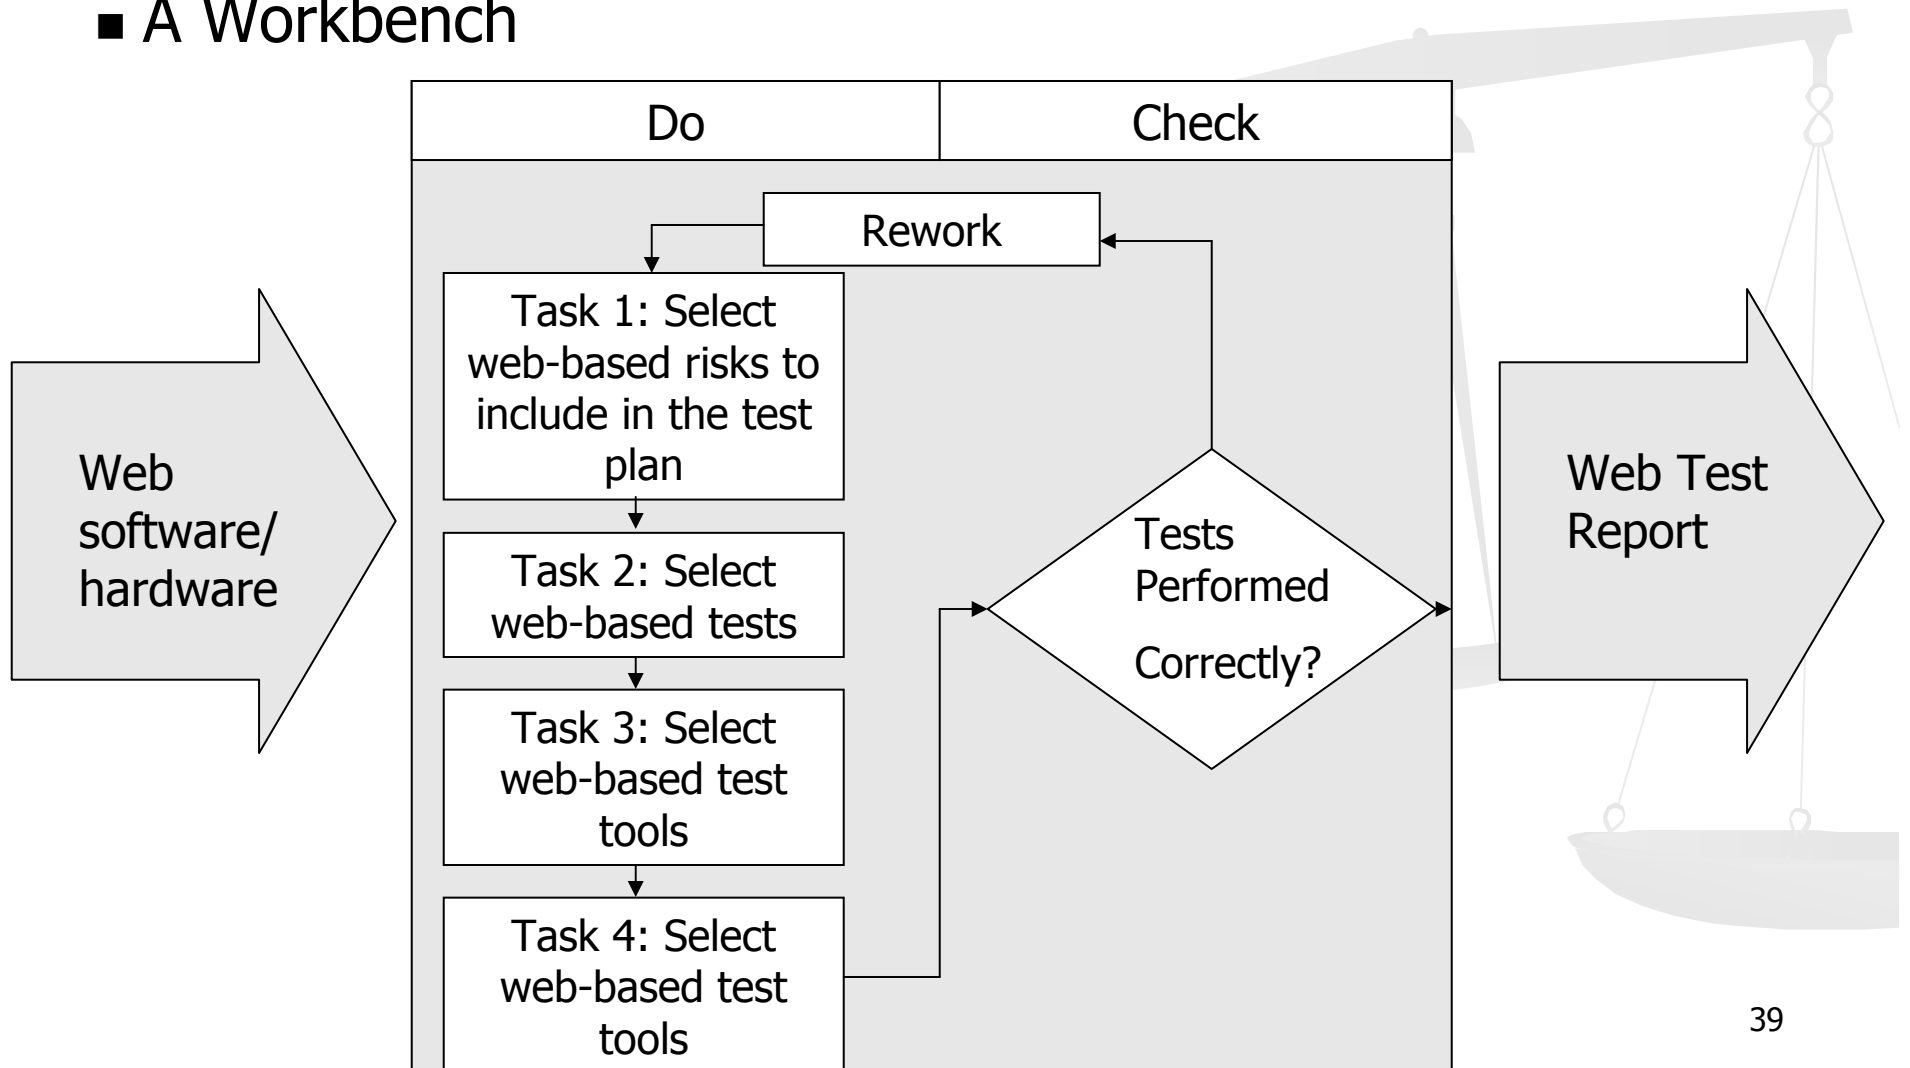 ■ A Workbench
Do
Check
Rework
Task 1: Select
web-based risks to
include in the test
plan
Web
software/
hardware
Task 2: Select
web-based tests
Tests
Performed
Correctly?
Web Test
Report
Task 3: Select
web-based test
tools
Task 4: Select
web-based test
tools
39